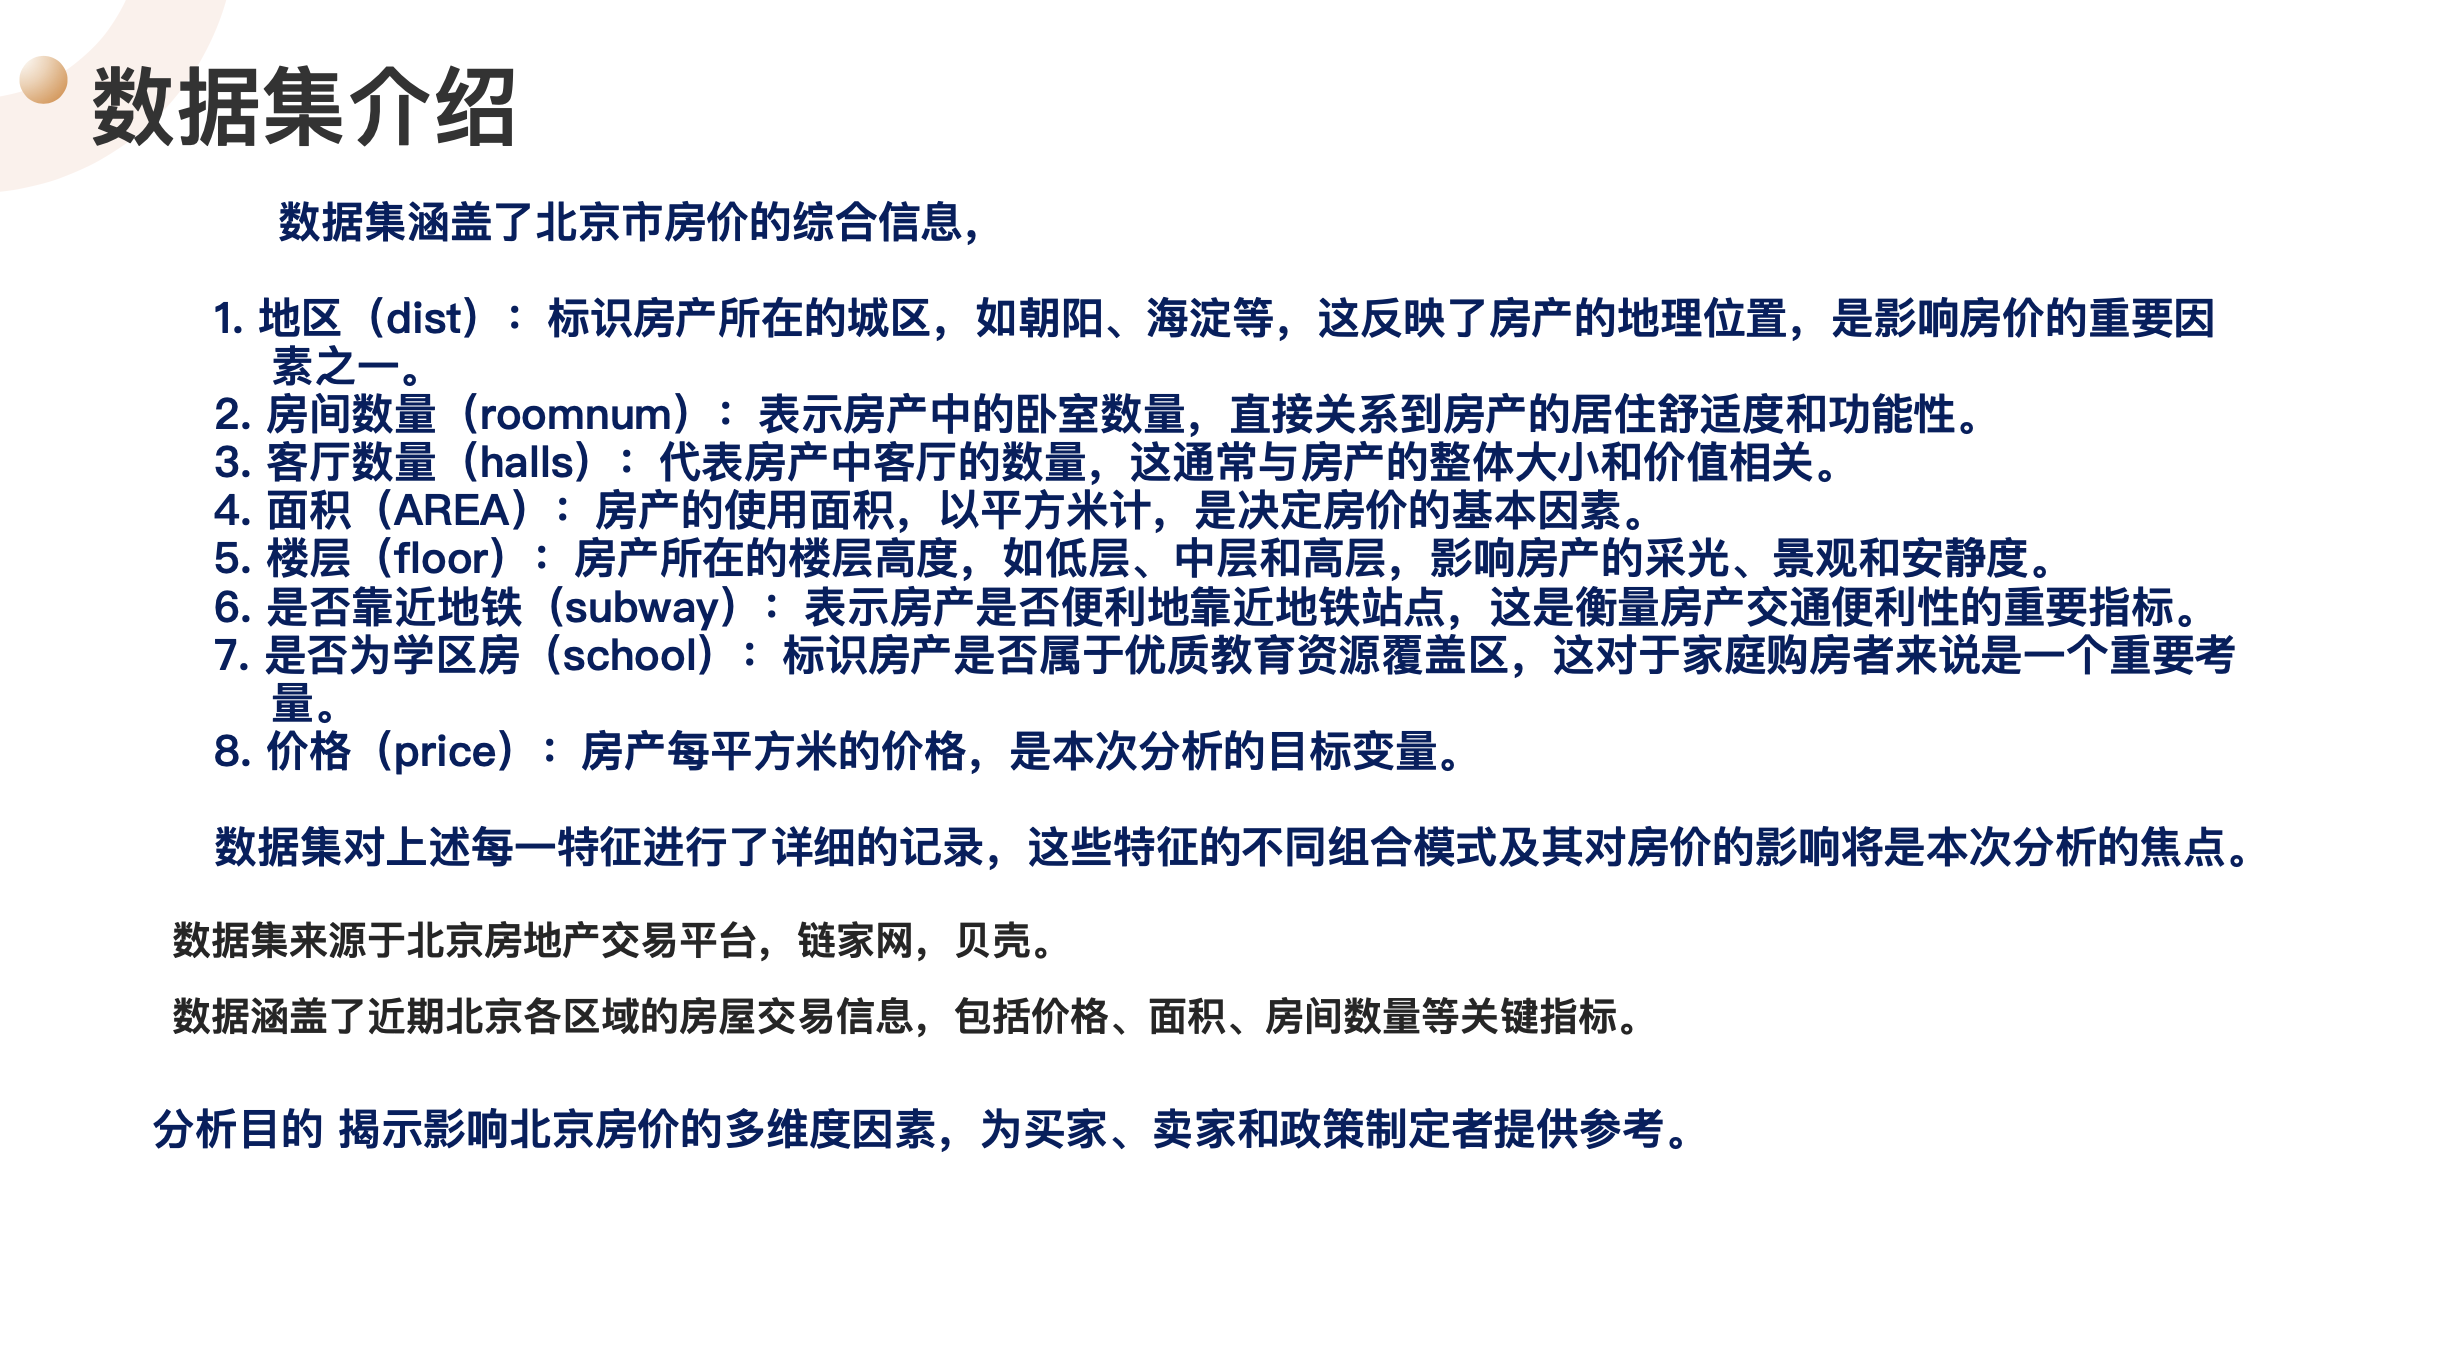 数据集介绍
数据集涵盖了北京市房价的综合信息，
1. 地区（dist）：标识房产所在的城区，如朝阳、海淀等，这反映了房产的地理位置，是影响房价的重要因
素之一。
2. 房间数量（roomnum）：表示房产中的卧室数量，直接关系到房产的居住舒适度和功能性。
3. 客厅数量（halls）：代表房产中客厅的数量，这通常与房产的整体大小和价值相关。
4. 面积（AREA）：房产的使用面积，以平方米计，是决定房价的基本因素。
5. 楼层（floor）：房产所在的楼层高度，如低层、中层和高层，影响房产的采光、景观和安静度。
6. 是否靠近地铁（subway）：表示房产是否便利地靠近地铁站点，这是衡量房产交通便利性的重要指标。
7. 是否为学区房（school）：标识房产是否属于优质教育资源覆盖区，这对于家庭购房者来说是一个重要考
量。
8. 价格（price）：房产每平方米的价格，是本次分析的目标变量。
数据集对上述每一特征进行了详细的记录，这些特征的不同组合模式及其对房价的影响将是本次分析的焦点。
数据集来源于北京房地产交易平台，链家网，贝壳。
数据涵盖了近期北京各区域的房屋交易信息，包括价格、面积、房间数量等关键指标。
分析目的 揭示影响北京房价的多维度因素，为买家、卖家和政策制定者提供参考。